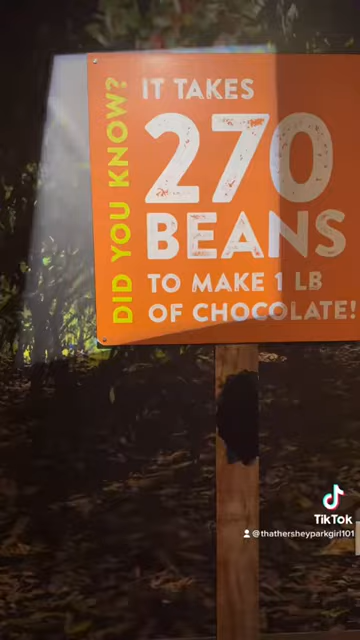 DID YOU KNOW?
IT TAKES
270
BEANS
TO MAKE 1 LB
OF CHOCOLATE!
TikTok
@thathersheyparkgirl101